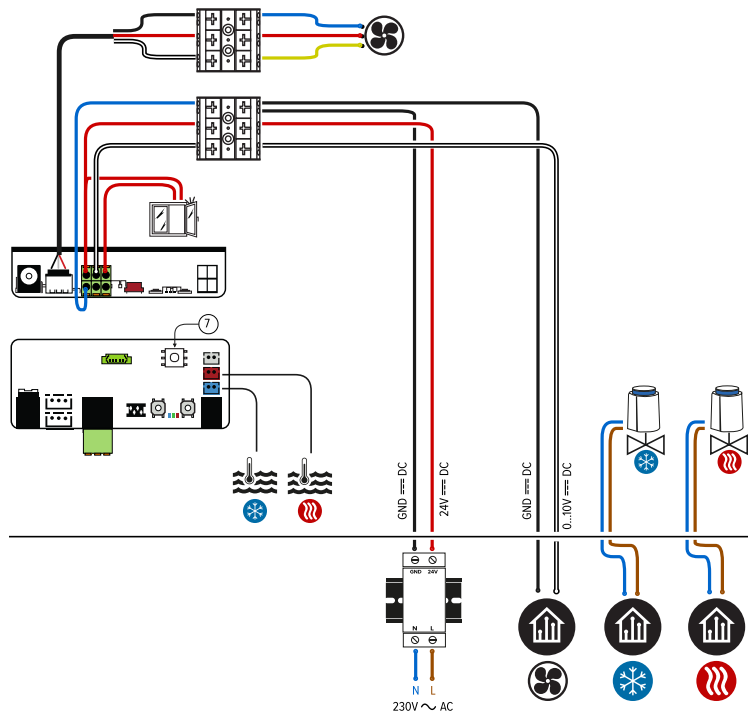 7
GND ⎓ DC
24V ⎓ DC
GND ⎓ DC
0...10V ⎓ DC
GND 24V
N L
N L
230V ∼ AC